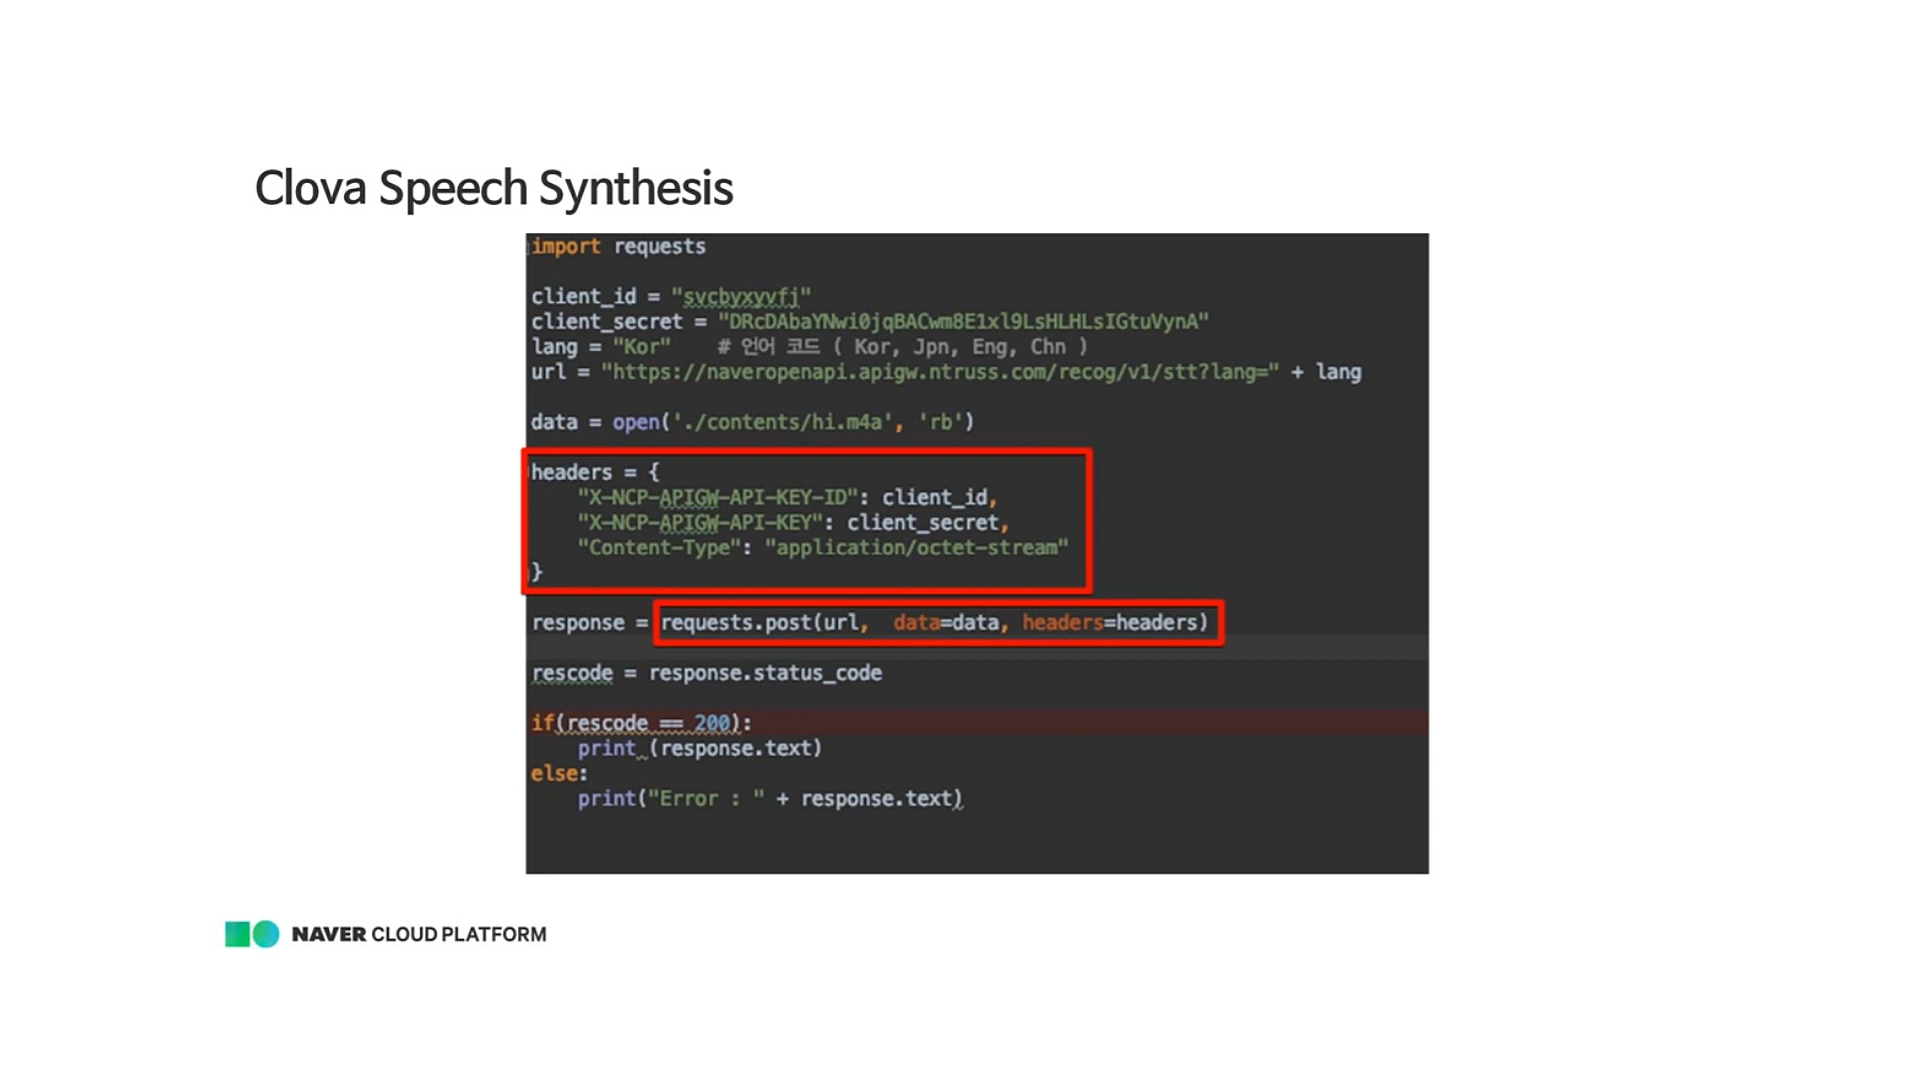 Clova Speech Synthesis
import requests
client_id = "svcbyxyvfj"
client_secret = "DRcDAbaYNwi0jqBACwm8E1xl9LsHLHLsIGtuVynA"
lang = "Kor"    # 언어 코드 ( Kor, Jpn, Eng, Chn )
url = "https://naveropenapi.apigw.ntruss.com/recog/v1/stt?lang=" + lang
data = open('./contents/hi.m4a', 'rb')
headers = {
    "X-NCP-APIGW-API-KEY-ID": client_id,
    "X-NCP-APIGW-API-KEY": client_secret,
    "Content-Type": "application/octet-stream"
}
response = requests.post(url,  data=data, headers=headers)
rescode = response.status_code
if(rescode == 200):
    print (response.text)
else:
    print("Error : " + response.text)
NAVER CLOUD PLATFORM